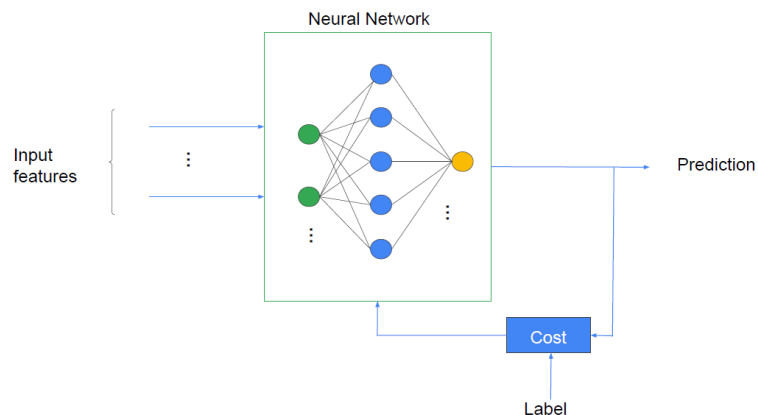 Neural Network
Input
features
...
...
...
Prediction
Cost
Label